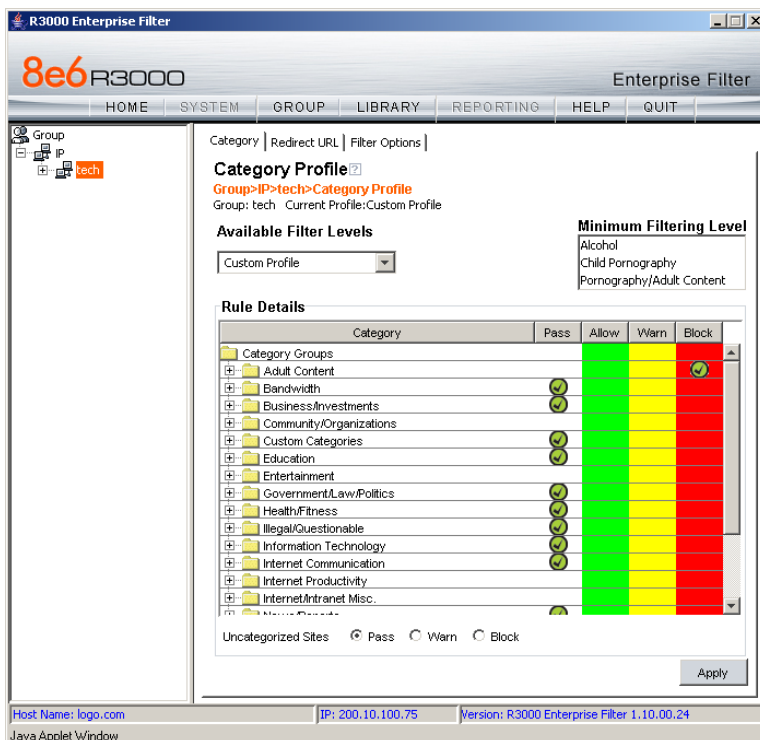 R3000 Enterprise Filter
8e6 R3000
Enterprise Filter
HOME SYSTEM GROUP LIBRARY REPORTING HELP QUIT
Group
IP
tech
Category Redirect URL Filter Options
Category Profile ?
Group>IP>tech>Category Profile
Group: tech Current Profile:Custom Profile
Available Filter Levels
Custom Profile
Minimum Filtering Level
Alcohol
Child Pornography
Pornography/Adult Content
Rule Details
Category Pass Allow Warn Block
Category Groups
Adult Content
Bandwidth
Business/Investments
Community/Organizations
Custom Categories
Education
Entertainment
Government/Law/Politics
Health/Fitness
Illegal/Questionable
Information Technology
Internet Communication
Internet Productivity
Internet/Intranet Misc.
News/Reports
Uncategorized Sites Pass Warn Block
Apply
Host Name: logo.com IP: 200.10.100.75 Version: R3000 Enterprise Filter 1.10.00.24
Java Applet Window